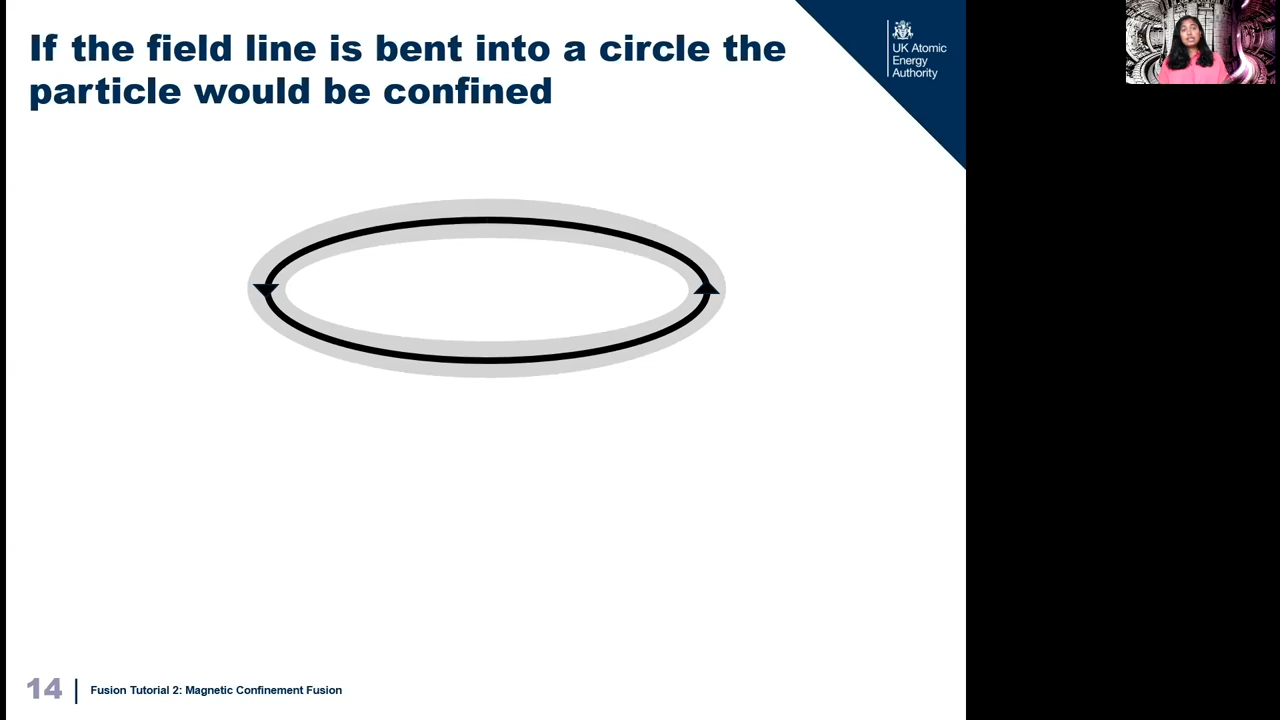 If the field line is bent into a circle the
particle would be confined
UK Atomic
Energy
Authority
14
Fusion Tutorial 2: Magnetic Confinement Fusion